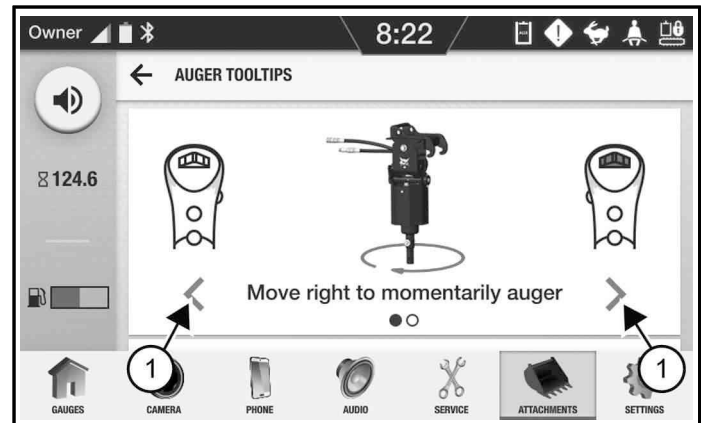 Owner
8:22
AUGER TOOLTIPS
124.6
Move right to momentarily auger
1
1
GAUGES
CAMERA
PHONE
AUDIO
SERVICE
ATTACHMENTS
SETTINGS